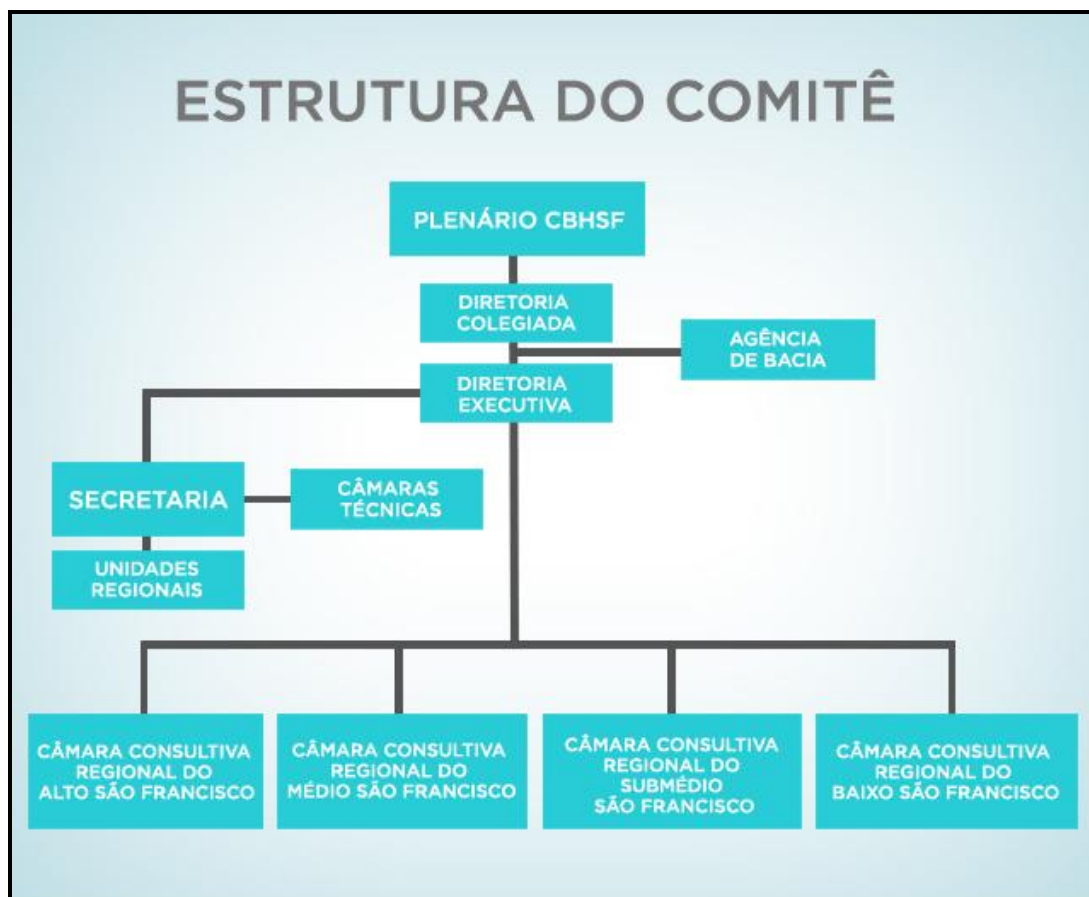 ESTRUTURA DO COMITÊ
PLENÁRIO CBHSF
DIRETORIA
COLEGIADA
AGÊNCIA
DE BACIA
DIRETORIA
EXECUTIVA
SECRETARIA
CÂMARAS
TÉCNICAS
UNIDADES
REGIONAIS
CÂMARA CONSULTIVA
REGIONAL DO
ALTO SÃO FRANCISCO
CÂMARA CONSULTIVA
REGIONAL DO
MÉDIO SÃO FRANCISCO
CÂMARA CONSULTIVA
REGIONAL DO
SUBMÉDIO
SÃO FRANCISCO
CÂMARA CONSULTIVA
REGIONAL DO
BAIXO SÃO FRANCISCO